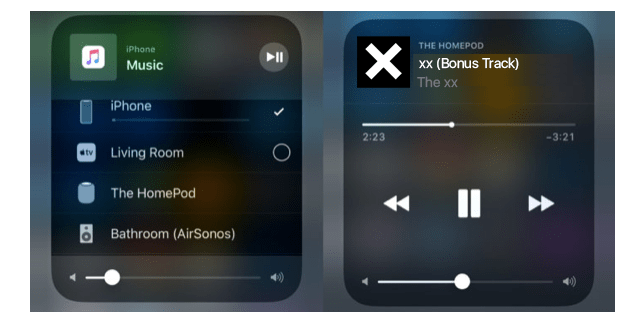 iPhone
Music
iPhone
tv
Living Room
The HomePod
Bathroom (AirSonos)
THE HOMEPOD
xx (Bonus Track)
The xx
2:23
-3:21